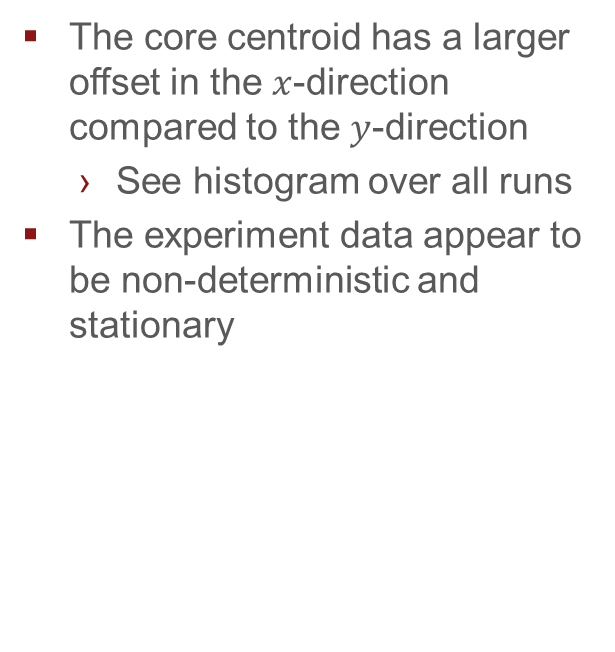 ▪ The core centroid has a larger
offset in the x-direction
compared to the y-direction
› See histogram over all runs
▪ The experiment data appear to
be non-deterministic and
stationary